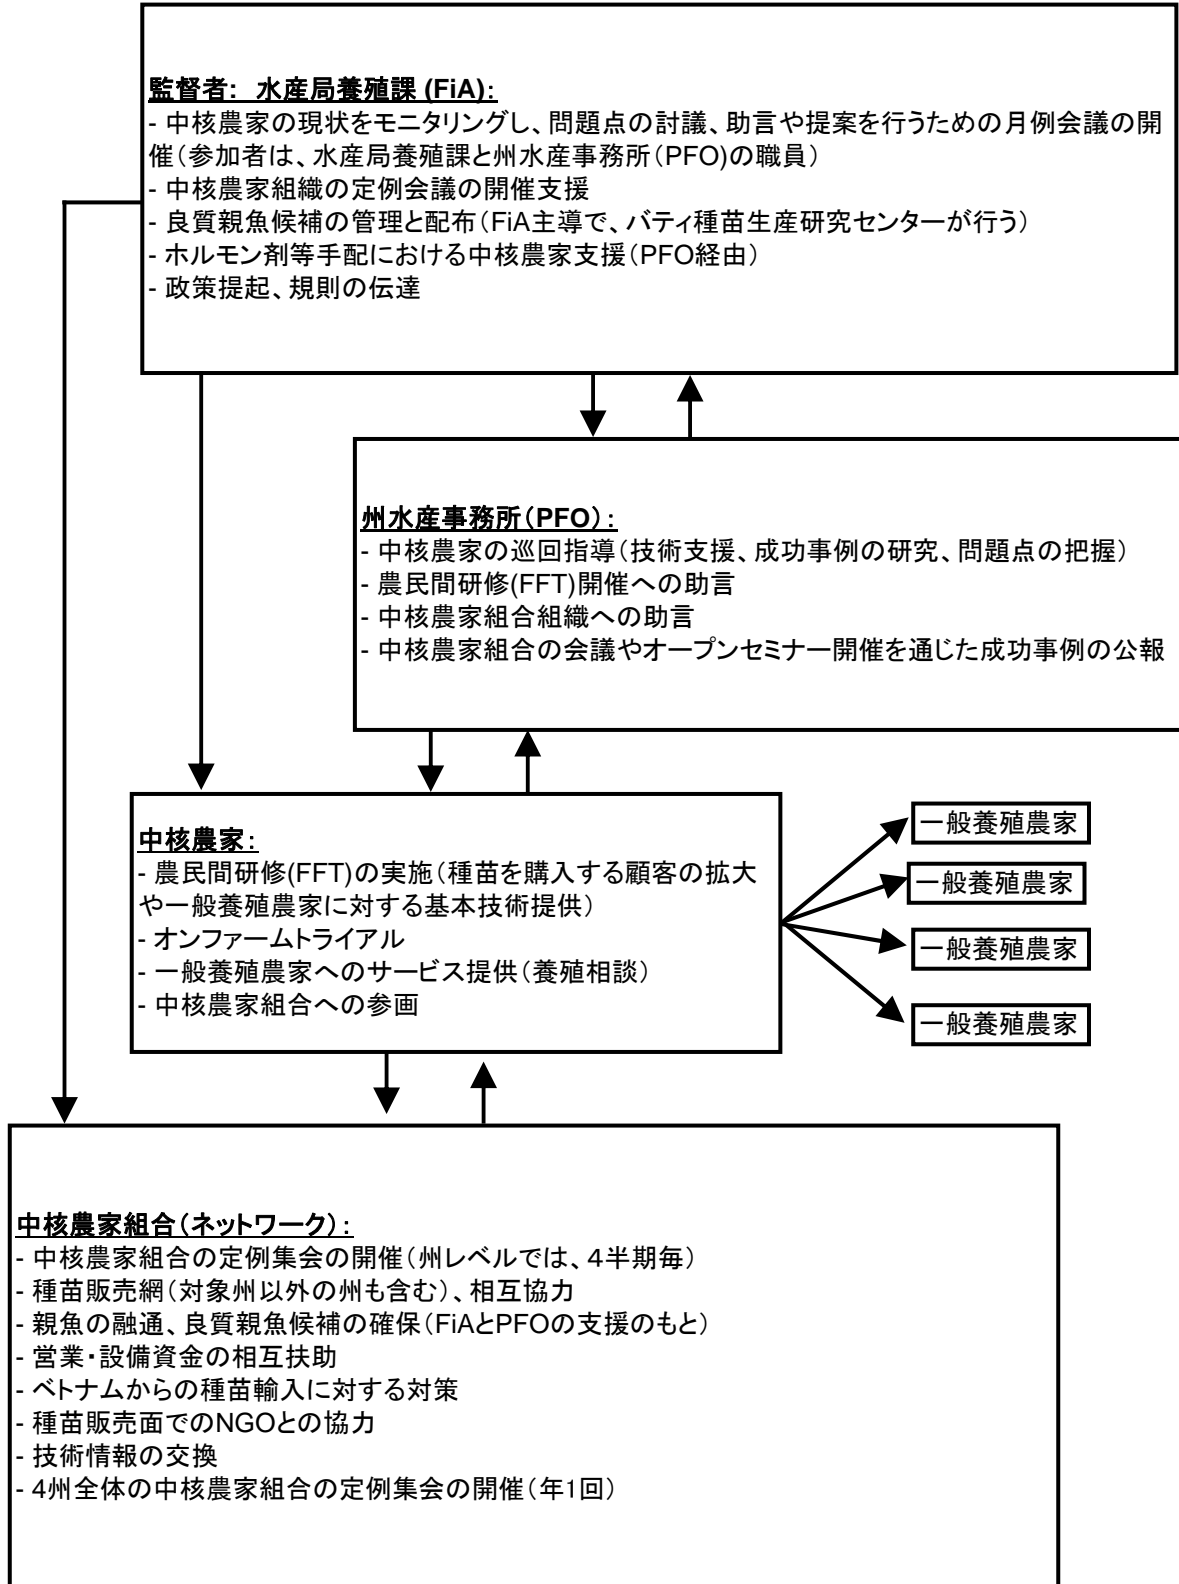 監督者: 水産局養殖課 (FiA):
- 中核農家の現状をモニタリングし、問題点の討議、助言や提案を行うための月例会議の開
催(参加者は、水産局養殖課と州水産事務所(PFO)の職員)
- 中核農家組織の定例会議の開催支援
- 良質親魚候補の管理と配布(FiA主導で、バティ種苗生産研究センターが行う)
- ホルモン剤等手配における中核農家支援(PFO経由)
- 政策提起、規則の伝達
州水産事務所(PFO):
- 中核農家の巡回指導(技術支援、成功事例の研究、問題点の把握)
- 農民間研修(FFT)開催への助言
- 中核農家組合組織への助言
- 中核農家組合の会議やオープンセミナー開催を通じた成功事例の公報
中核農家:
- 農民間研修(FFT)の実施(種苗を購入する顧客の拡大
や一般養殖農家に対する基本技術提供)
- オンファームトライアル
- 一般養殖農家へのサービス提供(養殖相談)
- 中核農家組合への参画
一般養殖農家
一般養殖農家
一般養殖農家
一般養殖農家
中核農家組合(ネットワーク):
- 中核農家組合の定例集会の開催(州レベルでは、4半期毎)
- 種苗販売網(対象州以外の州も含む)、相互協力
- 親魚の融通、良質親魚候補の確保(FiAとPFOの支援のもと)
- 営業・設備資金の相互扶助
- ベトナムからの種苗輸入に対する対策
- 種苗販売面でのNGOとの協力
- 技術情報の交換
- 4州全体の中核農家組合の定例集会の開催(年1回)